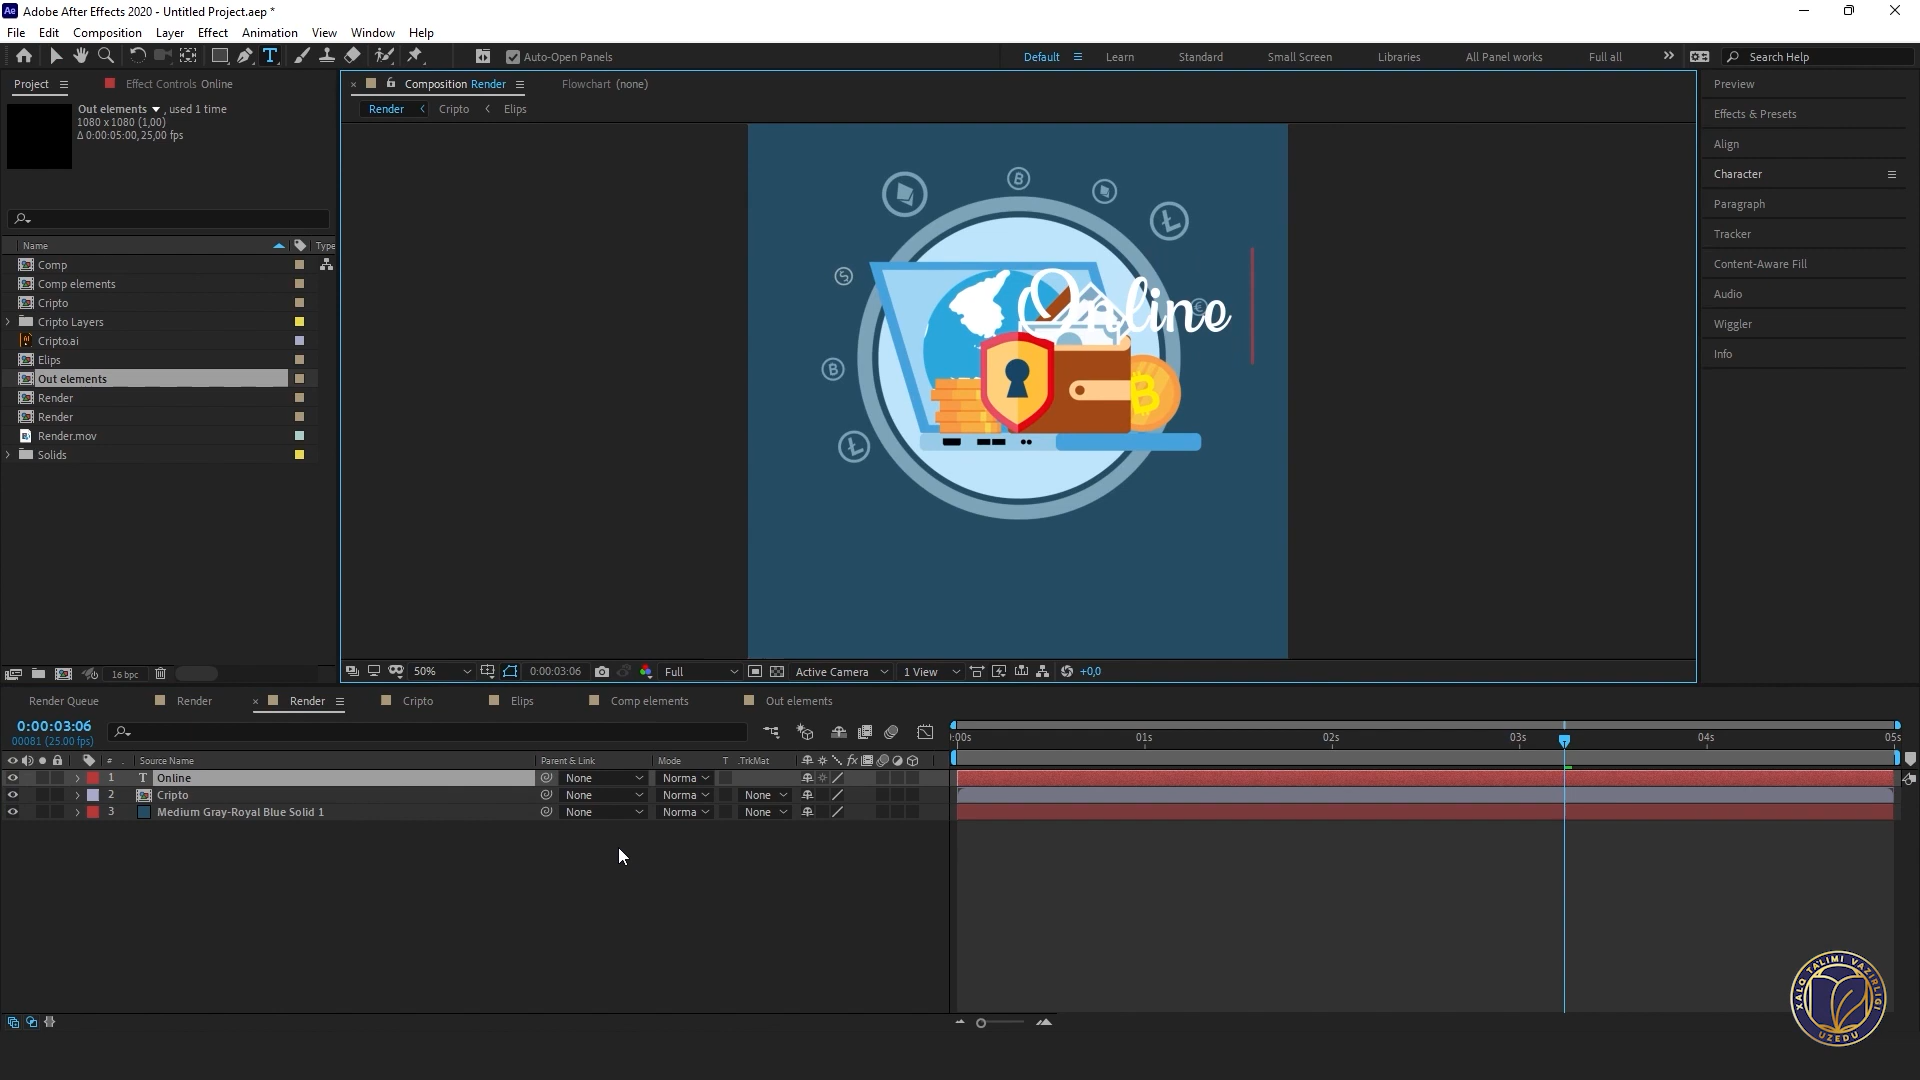 Ae Adobe After Effects 2020 - Untitled Project.aep *
File Edit Composition Layer Effect Animation View Window Help
Auto-Open Panels
Default Learn Standard Small Screen Libraries All Panel works Full all Search Help
Project Effect Controls Online
Out elements , used 1 time
1080 x 1080 (1,00)
Δ 0:00:05:00, 25,00 fps
Name Type
Comp
Comp elements
Cripto
Cripto Layers
Cripto.ai
Elips
Out elements
Render
Render
Render.mov
Solids
16 bpc
Composition Render Flowchart (none)
Render Cripto Elips
Online
50% 0:00:03:06 Full Active Camera 1 View +0,0
Preview
Effects & Presets
Align
Character
Paragraph
Tracker
Content-Aware Fill
Audio
Wiggler
Info
Render Queue Render Render Cripto Elips Comp elements Out elements
0:00:03:06
00081 (25.00 fps)
:00s 01s 02s 03s 04s 05s
# Source Name Parent & Link Mode T .TrkMat
1 T Online None Norma
2 Cripto None Norma None
3 Medium Gray-Royal Blue Solid 1 None Norma None
XALQ TA'LIMI VAZIRLIGI
UZEDU